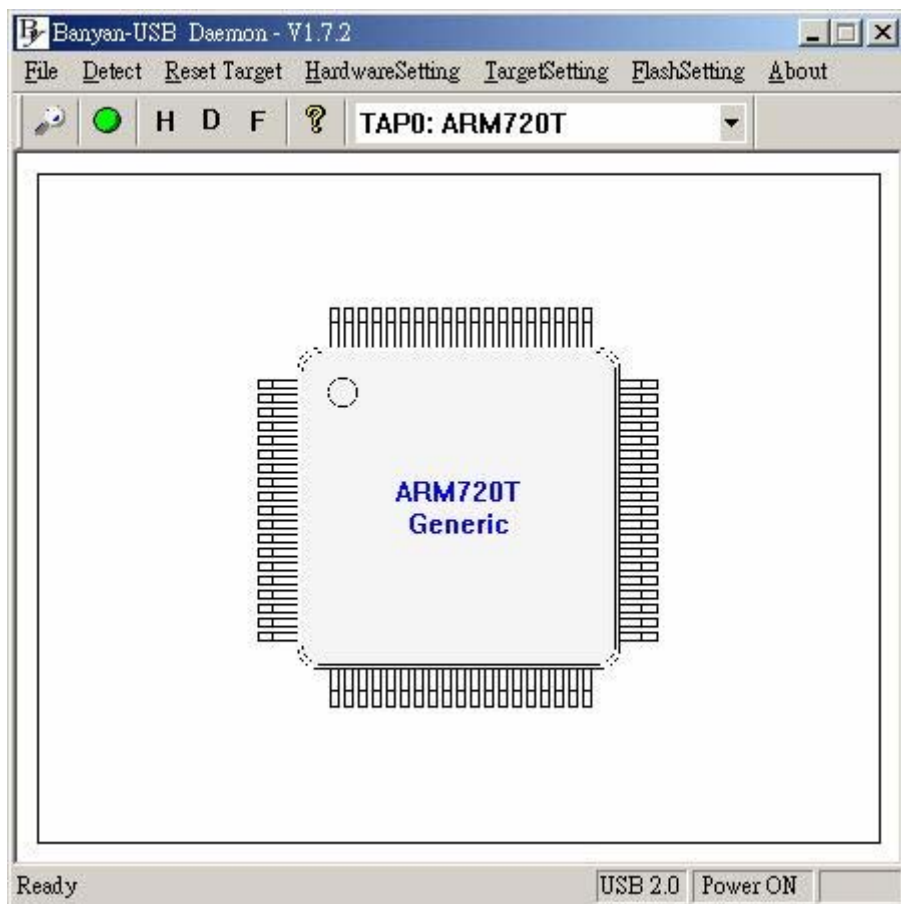 Banyan-USB Daemon - V1.7.2
File Detect Reset Target HardwareSetting TargetSetting FlashSetting About
H D F ? TAP0: ARM720T
ARM720T
Generic
Ready USB 2.0 Power ON